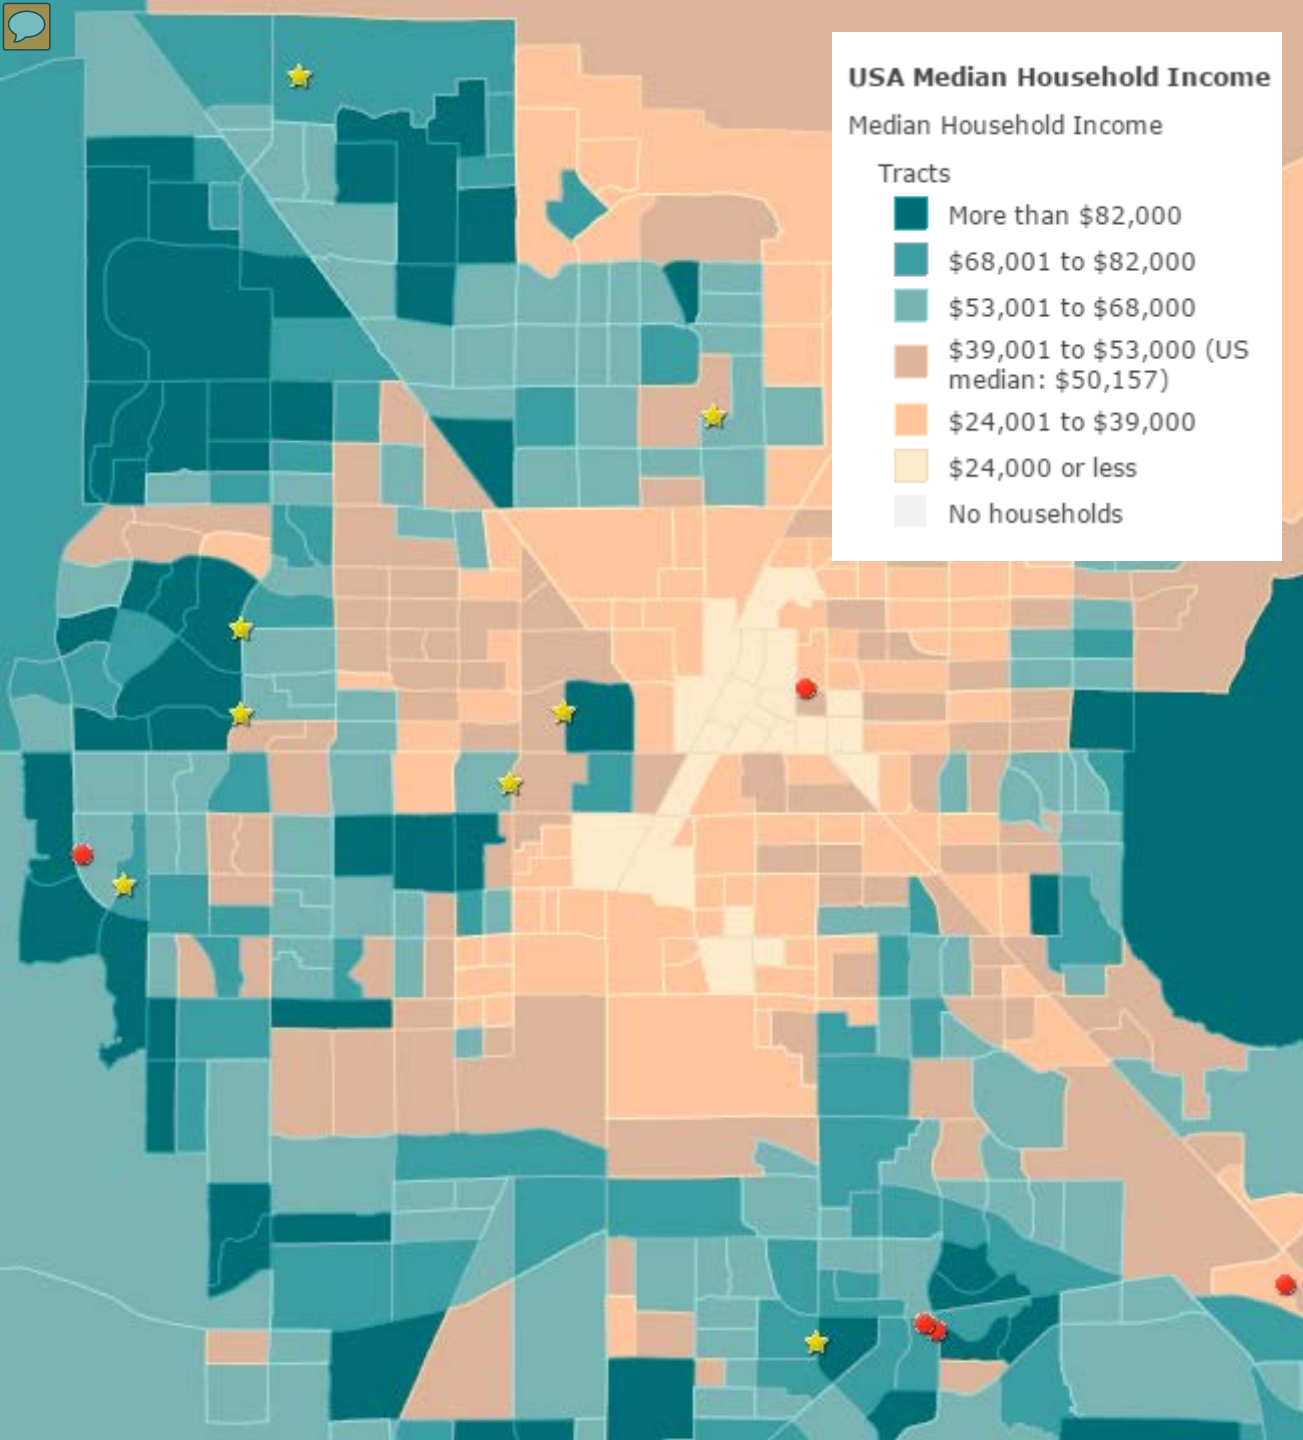 USA Median Household Income
Median Household Income
Tracts
More than $82,000
$68,001 to $82,000
$53,001 to $68,000
$39,001 to $53,000 (US
median: $50,157)
$24,001 to $39,000
$24,000 or less
No households